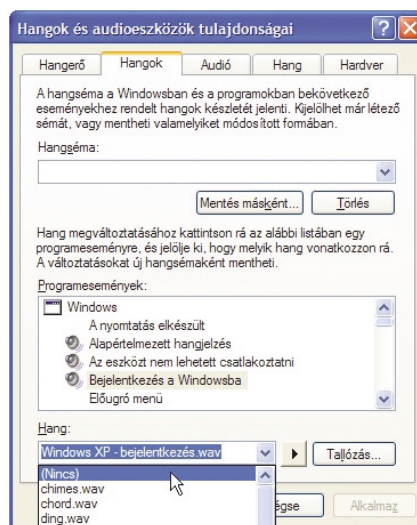 Hangok és audioeszközök tulajdonságai
Hangerő Hangok Audió Hang Hardver
A hangséma a Windowsban és a programokban bekövetkező
eseményekhez rendelt hangok készletét jelenti. Kijelölhet már létező
sémát, vagy mentheti valamelyiket módosított formában.
Hangséma:
Mentés másként... Törlés
Hang megváltoztatásához kattintson rá az alábbi listában egy
programeseményre, és jelölje ki, hogy melyik hang vonatkozzon rá.
A változtatásokat új hangsémaként mentheti.
Programesemények:
Windows
A nyomtatás elkészült
Alapértelmezett hangjelzés
Az eszközt nem lehetett csatlakoztatni
Bejelentkezés a Windowsba
Előugró menü
Hang:
Windows XP - bejelentkezés.wav Tallózás...
(Nincs)
chimes.wav
chord.wav
égse Alkalmaz
ding.wav